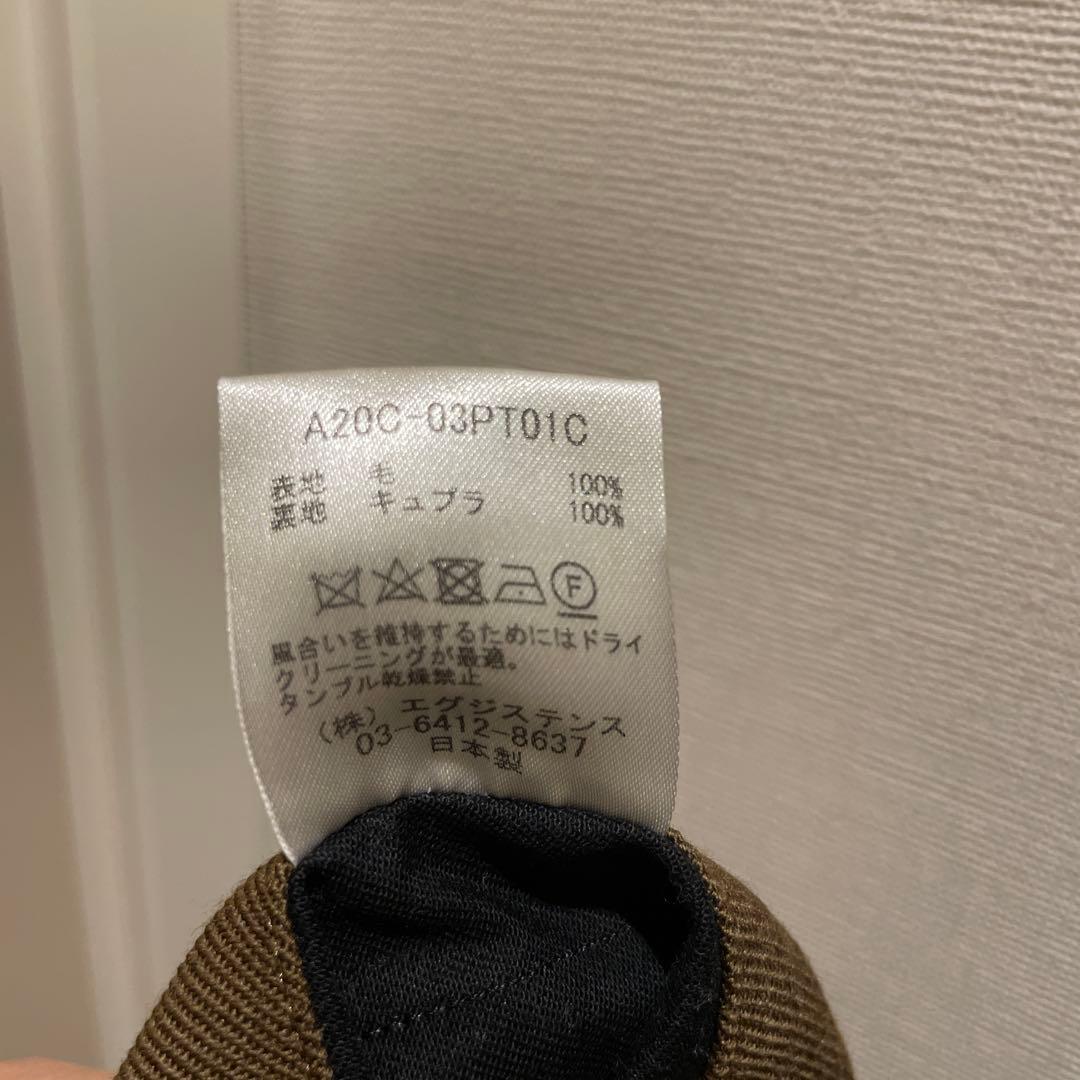 A20C-03PT01C
表地 毛 100%
裏地 キュプラ 100%
F
風合いを維持するためにはドライ
クリーニングが最適。
タンブル乾燥禁止
(株) エグジステンス
03-6412-8637
日本製